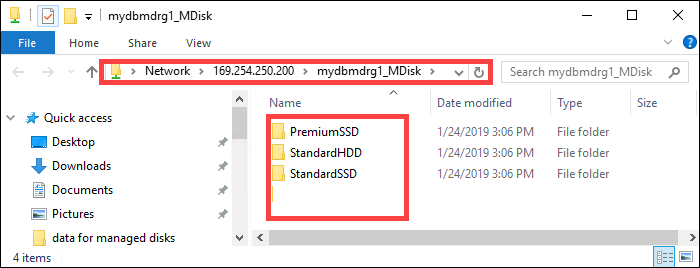 mydbmdrg1_MDisk
File Home Share View
Network 169.254.250.200 mydbmdrg1_MDisk Search mydbmdrg1_MDisk
Name Date modified Type Size
Quick access
Desktop
Downloads
Documents
Pictures
data for managed disks
PremiumSSD 1/24/2019 3:06 PM File folder
StandardHDD 1/24/2019 3:06 PM File folder
StandardSSD 1/24/2019 3:06 PM File folder
4 items